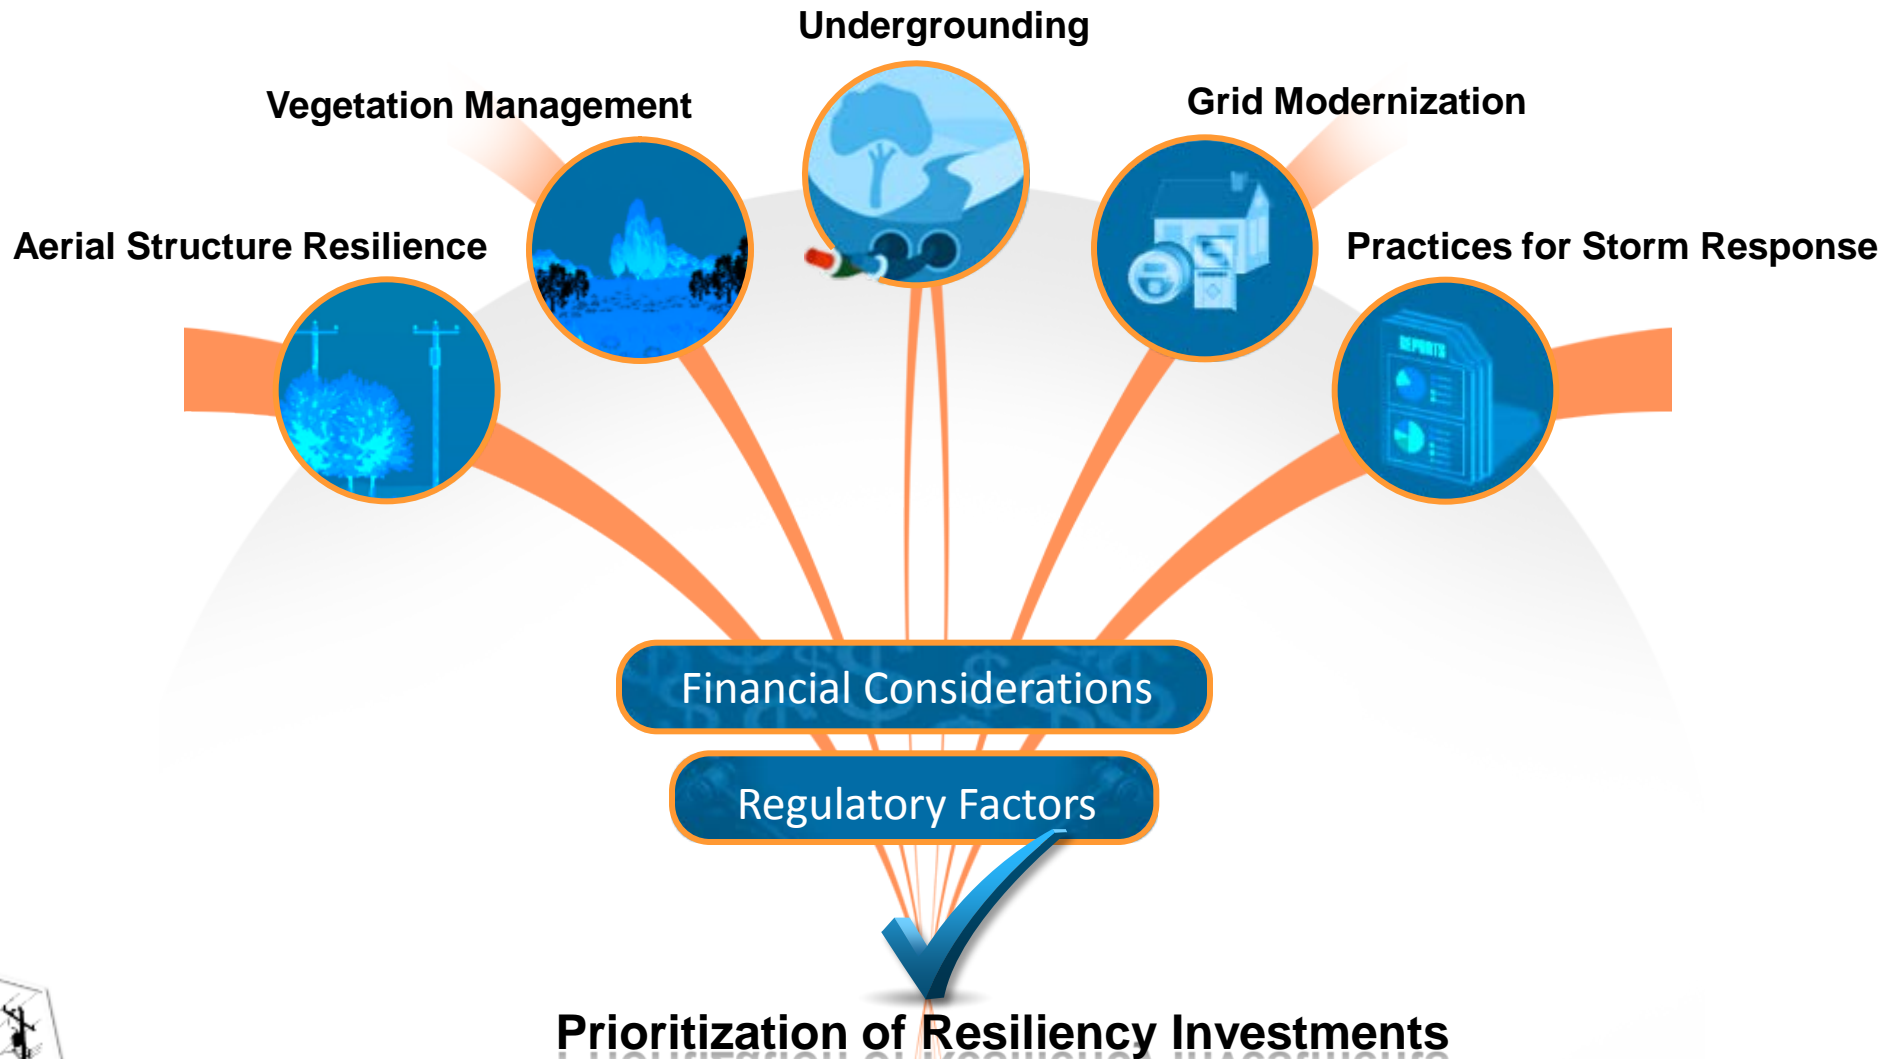 Undergrounding
Vegetation Management
Grid Modernization
Aerial Structure Resilience
Practices for Storm Response
REPORTS
Financial Considerations
Regulatory Factors
Prioritization of Resiliency Investments